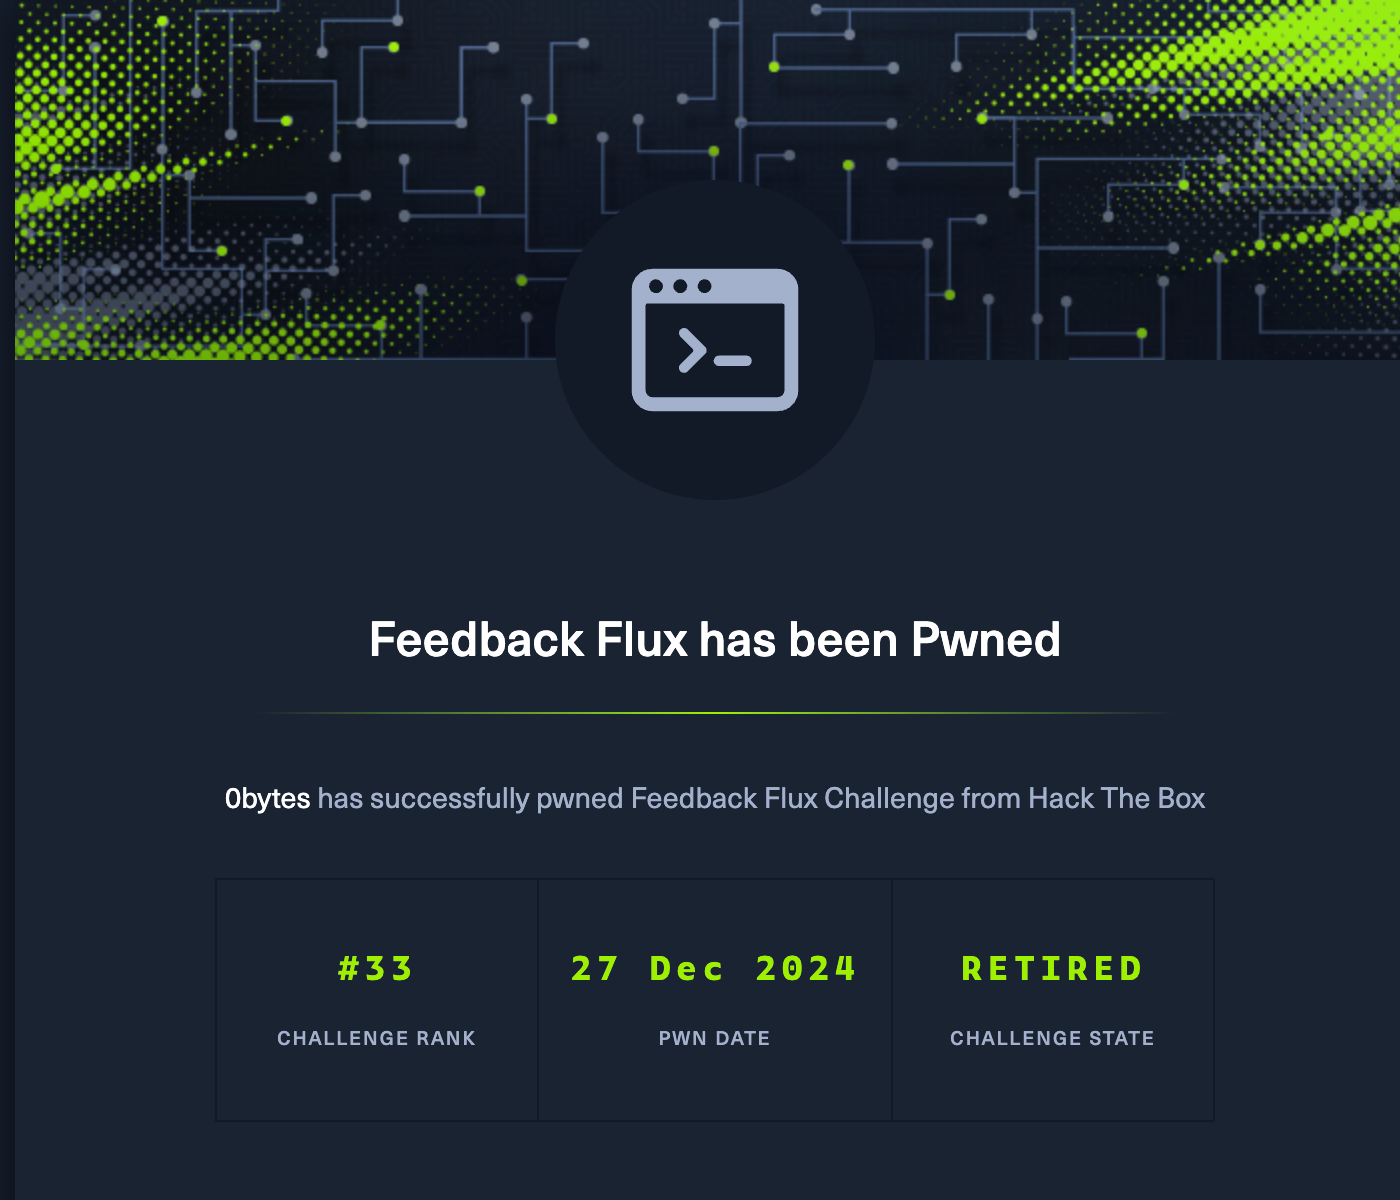 Feedback Flux has been Pwned
0bytes has successfully pwned Feedback Flux Challenge from Hack The Box
#33
CHALLENGE RANK
27 Dec 2024
PWN DATE
RETIRED
CHALLENGE STATE